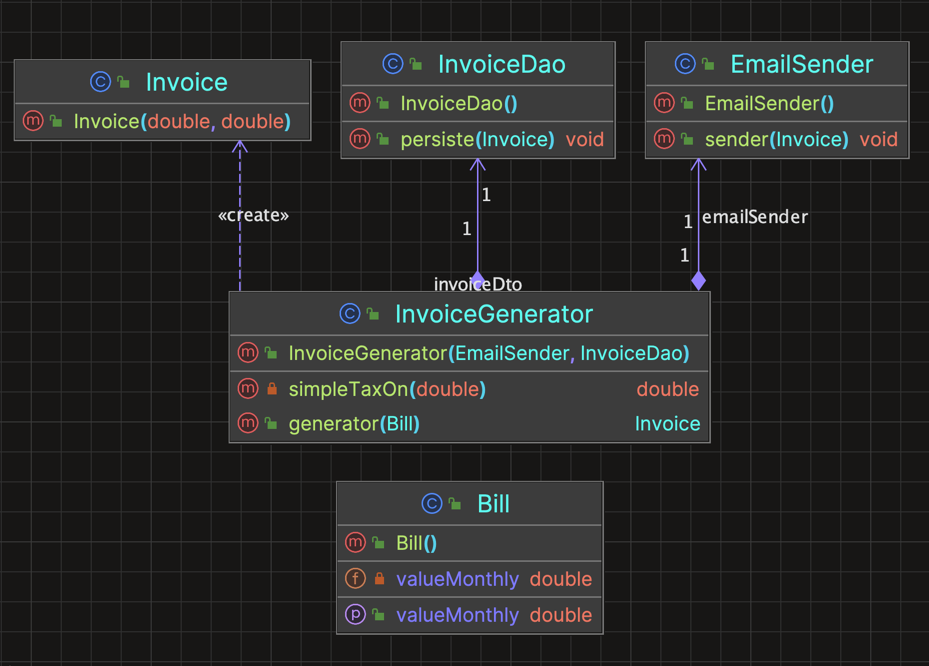 Invoice
Invoice(double, double)
InvoiceDao
InvoiceDao()
persiste(Invoice) void
EmailSender
EmailSender()
sender(Invoice) void
«create»
1
1
invoiceDto
1
emailSender
1
InvoiceGenerator
InvoiceGenerator(EmailSender, InvoiceDao)
simpleTaxOn(double) double
generator(Bill) Invoice
Bill
Bill()
valueMonthly double
valueMonthly double